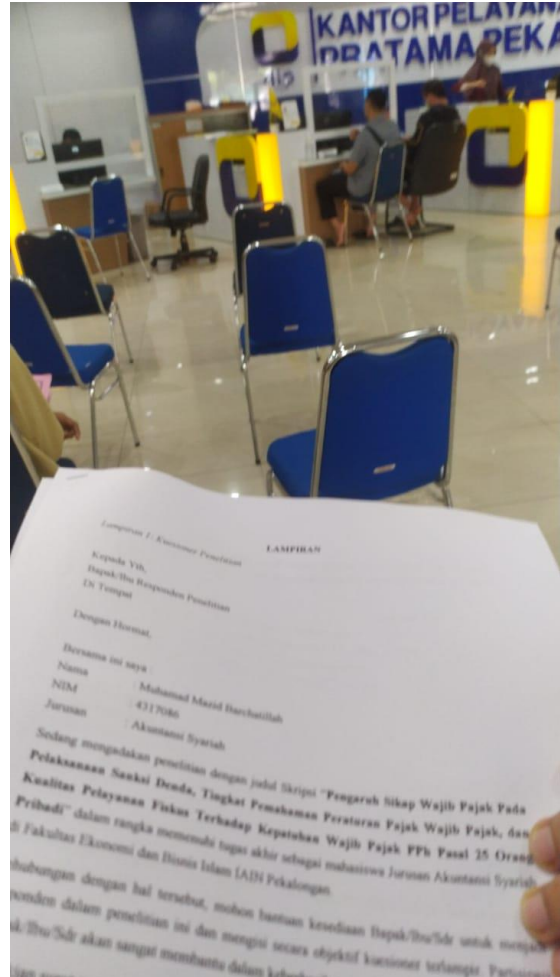 KANTOR PELAYAN
PRATAMA PEKA
LAMPIRAN
Lampiran 1: Kuesioner Penelitian
Kepada Yth,
Bapak/Ibu Responden Penelitian
Di Tempat
Dengan Hormat,
Bersama ini saya :
Nama : Muhamad Mazid Barchatillah
NIM : 4317086
Jurusan : Akuntansi Syariah
Sedang mengadakan penelitian dengan judul Skripsi "Pengaruh Sikap Wajib Pajak Pada
Pelaksanaan Sanksi Denda, Tingkat Pemahaman Peraturan Pajak Wajib Pajak, dan
Kualitas Pelayanan Fiskus Terhadap Kepatuhan Wajib Pajak PPh Pasal 25 Orang
Pribadi" dalam rangka memenuhi tugas akhir sebagai mahasiswa Jurusan Akuntansi Syariah
di Fakultas Ekonomi dan Bisnis Islam IAIN Pekalongan.
hubungan dengan hal tersebut, mohon bantuan kesediaan Bapak/Ibu/Sdr untuk menjadi
ponden dalam penelitian ini dan mengisi secara objektif kuesioner terlampir.
ak/Ibu/Sdr akan sangat membantu dalam